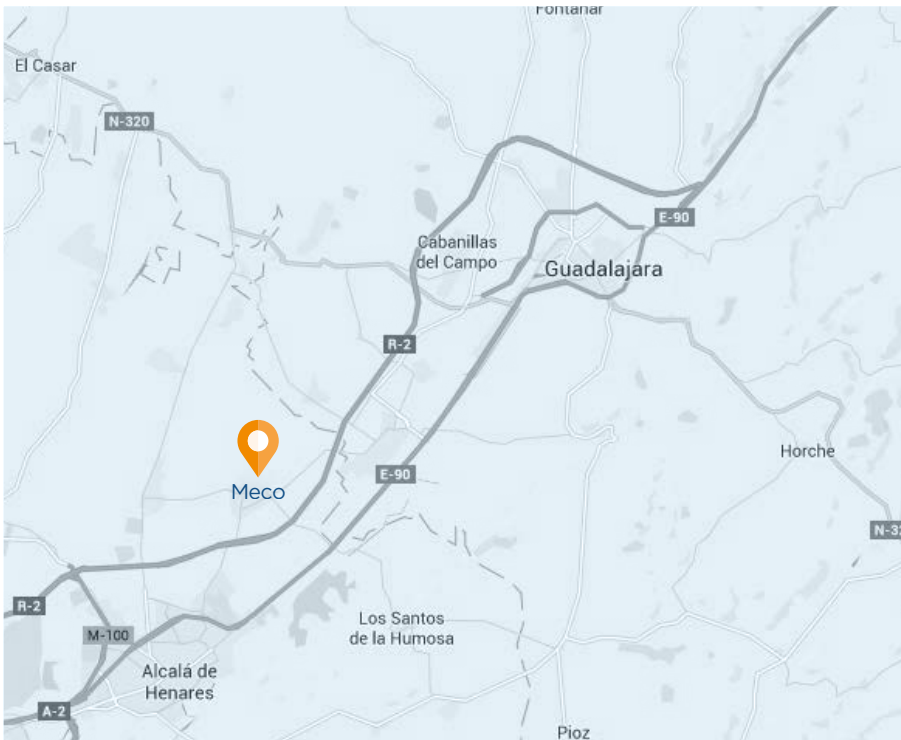 Fontanar
El Casar
N-320
E-90
Cabanillas
del Campo
Guadalajara
R-2
Horche
Meco
E-90
N-32
R-2
Los Santos
de la Humosa
M-100
Alcalá de
Henares
A-2
Pioz